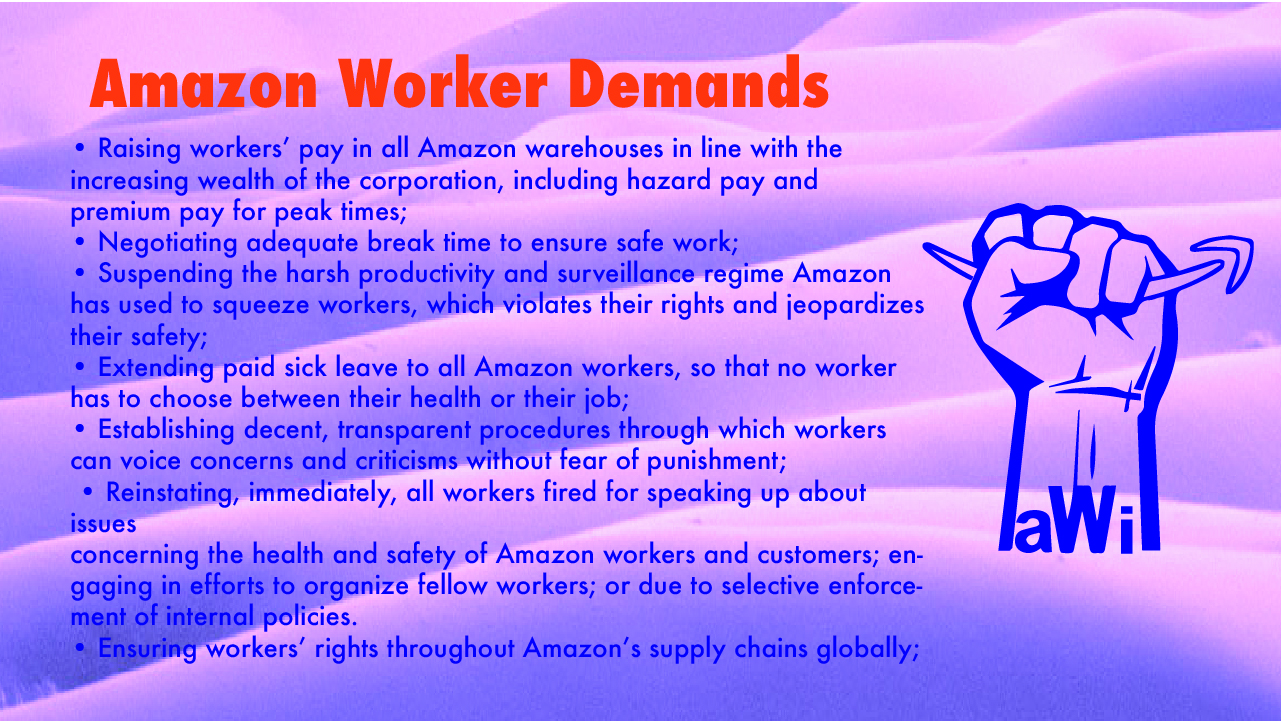 Amazon Worker Demands
• Raising workers’ pay in all Amazon warehouses in line with the
increasing wealth of the corporation, including hazard pay and
premium pay for peak times;
• Negotiating adequate break time to ensure safe work;
• Suspending the harsh productivity and surveillance regime Amazon
has used to squeeze workers, which violates their rights and jeopardizes
their safety;
• Extending paid sick leave to all Amazon workers, so that no worker
has to choose between their health or their job;
• Establishing decent, transparent procedures through which workers
can voice concerns and criticisms without fear of punishment;
• Reinstating, immediately, all workers fired for speaking up about
issues
concerning the health and safety of Amazon workers and customers; en-
gaging in efforts to organize fellow workers; or due to selective enforce-
ment of internal policies.
• Ensuring workers’ rights throughout Amazon’s supply chains globally;
aWi